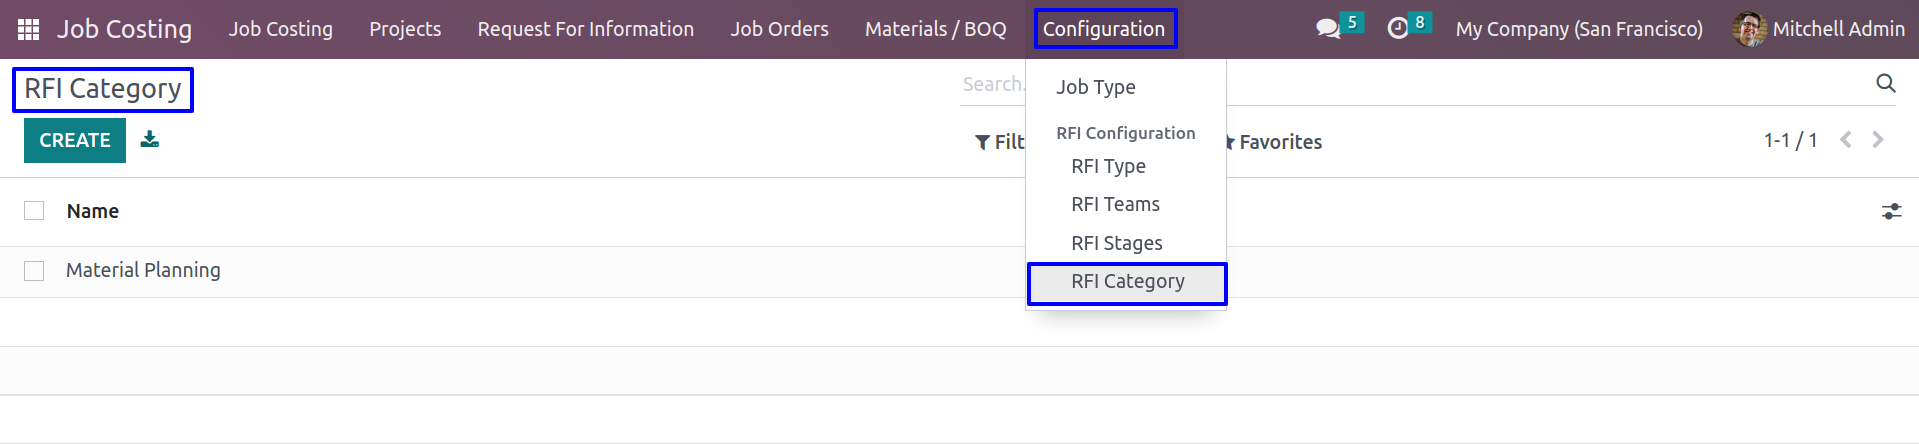 Job Costing Job Costing Projects Request For Information Job Orders Materials / BOQ Configuration 5 8 My Company (San Francisco) Mitchell Admin
RFI Category
Search.
Job Type
CREATE
Filt
Favorites
1-1 / 1
RFI Configuration
RFI Type
RFI Teams
RFI Stages
RFI Category
Name
Material Planning